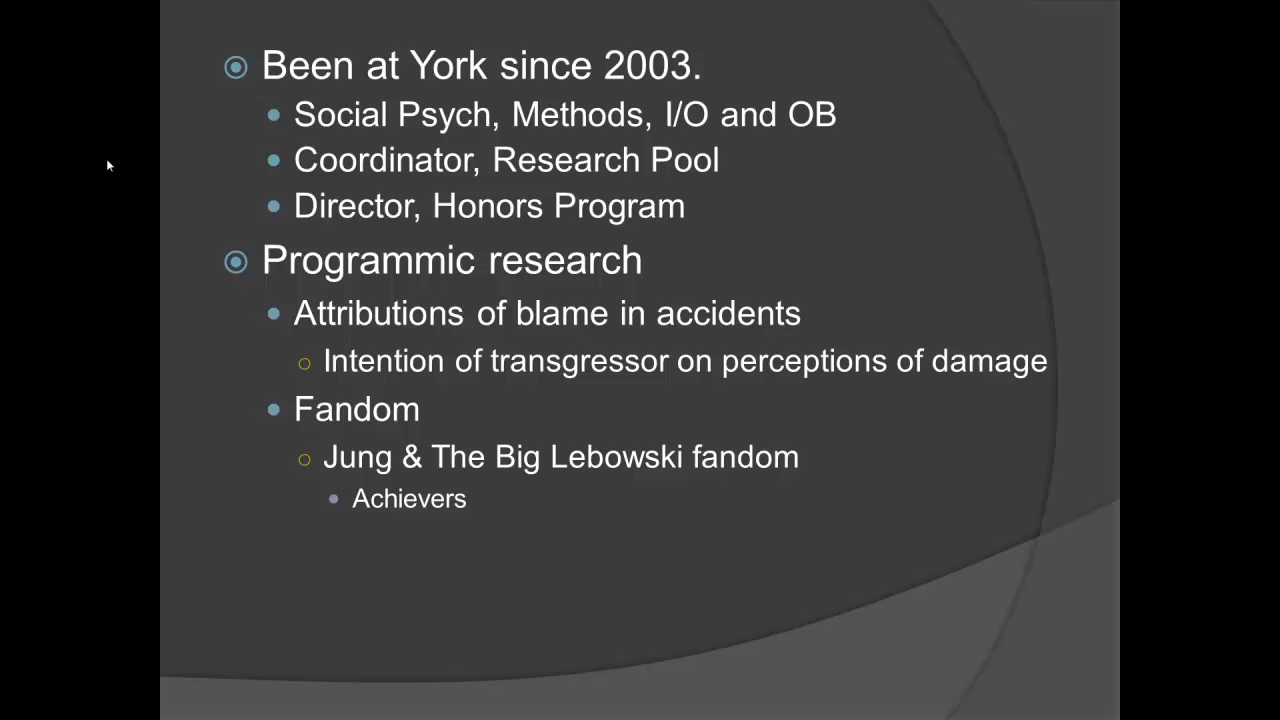 Been at York since 2003.
Social Psych, Methods, I/O and OB
Coordinator, Research Pool
Director, Honors Program
Programmic research
Attributions of blame in accidents
Intention of transgressor on perceptions of damage
Fandom
Jung & The Big Lebowski fandom
Achievers